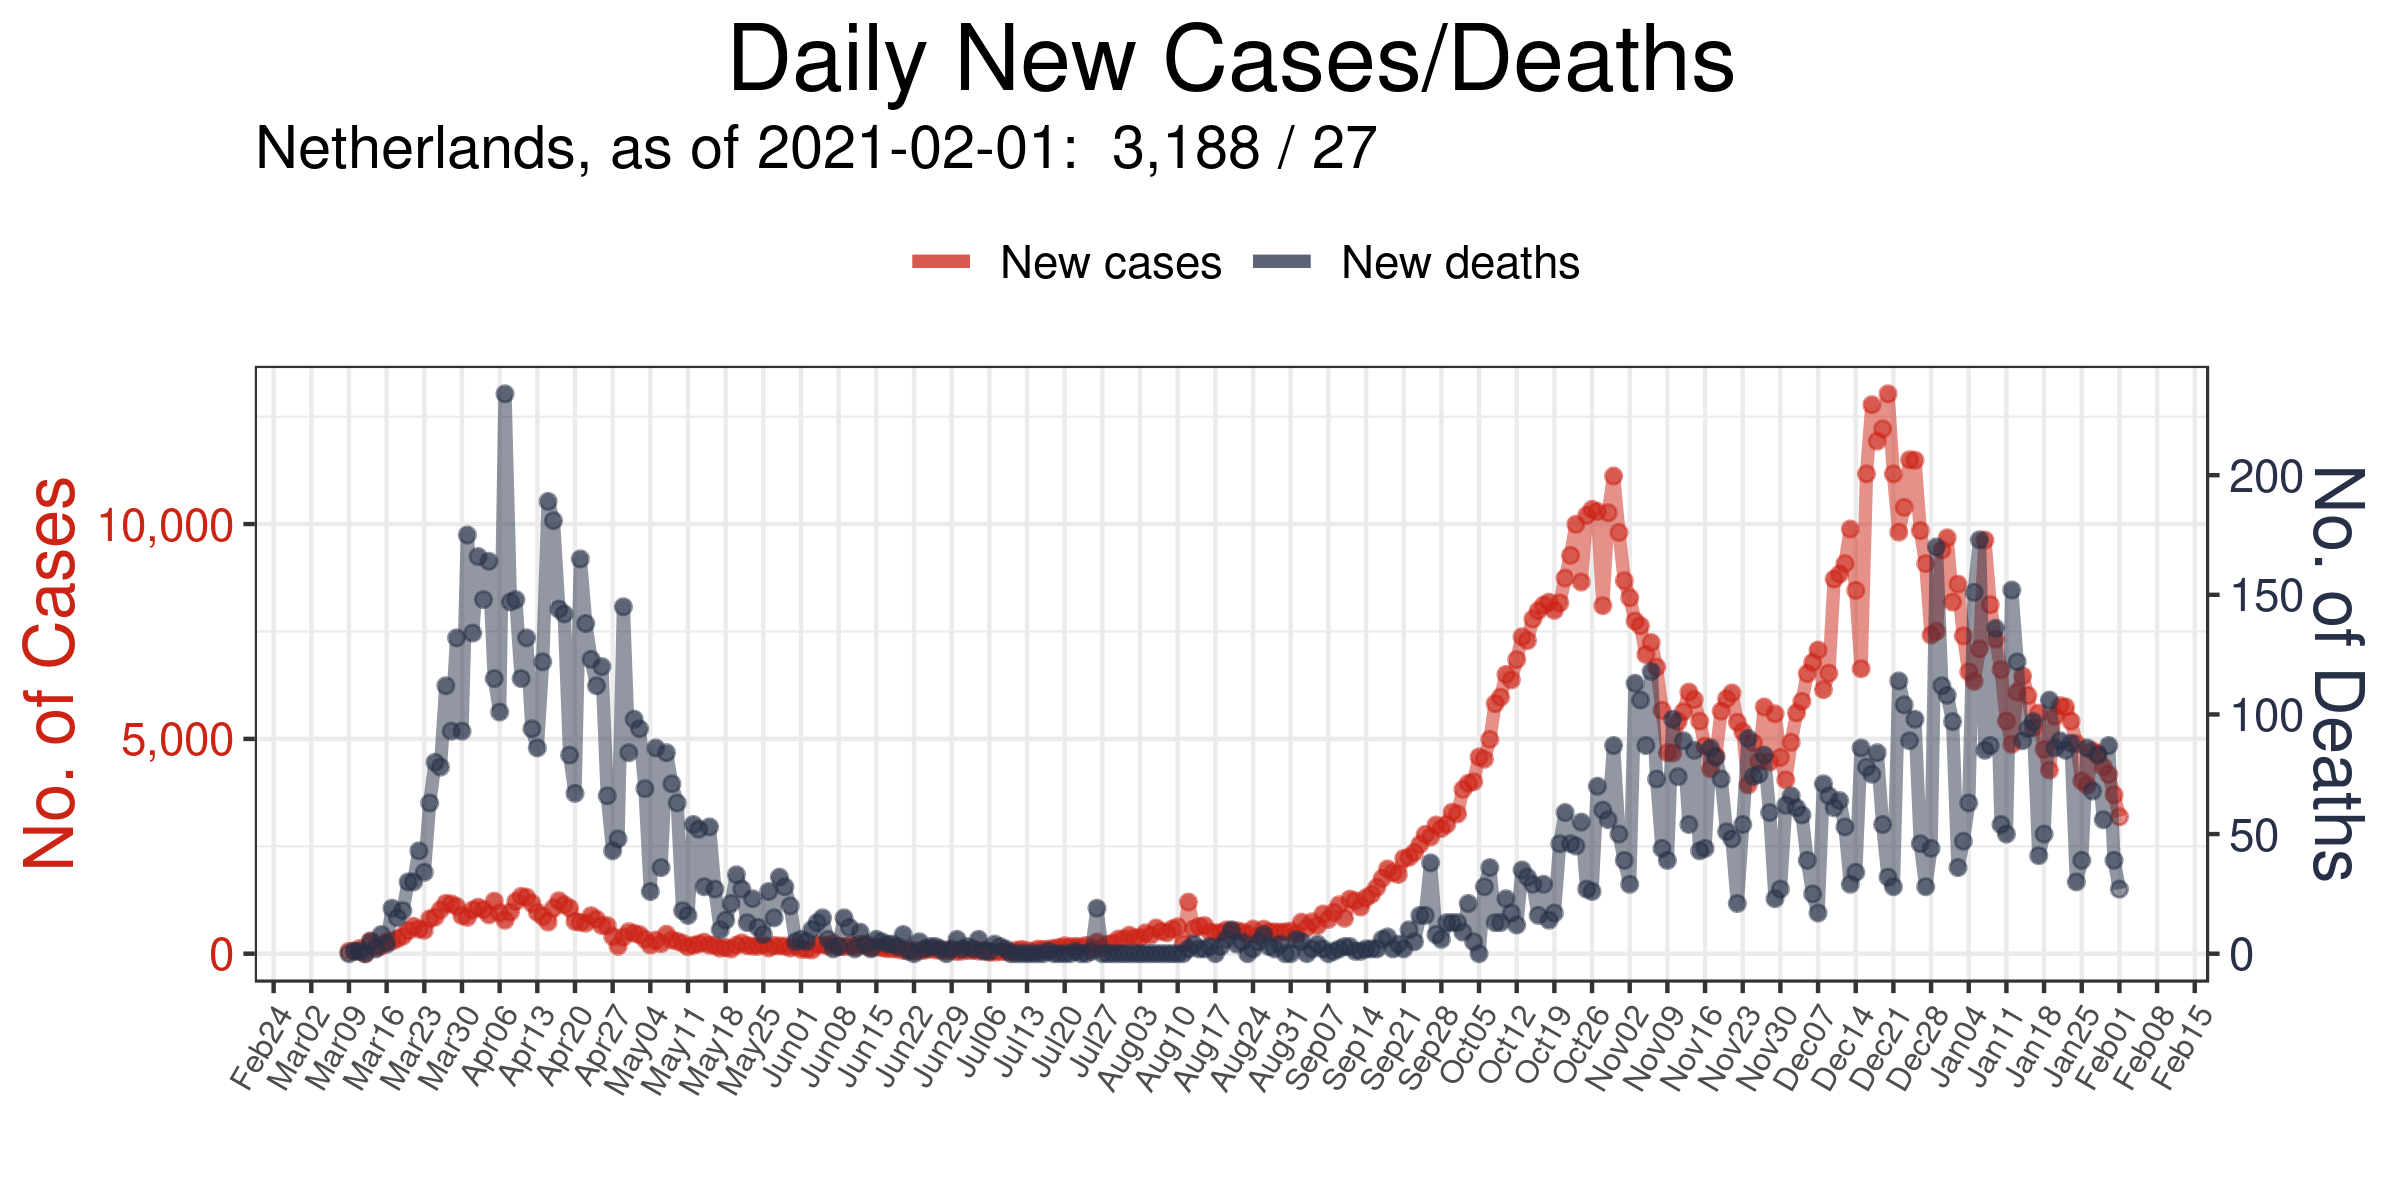 Daily New Cases/Deaths
Netherlands, as of 2021-02-01: 3,188 / 27
New cases
New deaths
No. of Cases
10,000
5,000
0
200
150
100
50
0
No. of Deaths
Feb24
Mar02
Mar09
Mar16
Mar23
Mar30
Apr06
Apr13
Apr20
Apr27
May04
May11
May18
May25
Jun01
Jun08
Jun15
Jun22
Jun29
Jul06
Jul13
Jul20
Jul27
Aug03
Aug10
Aug17
Aug24
Aug31
Sep07
Sep14
Sep21
Sep28
Oct05
Oct12
Oct19
Oct26
Nov02
Nov09
Nov16
Nov23
Nov30
Dec07
Dec14
Dec21
Dec28
Jan04
Jan11
Jan18
Jan25
Feb01
Feb08
Feb15